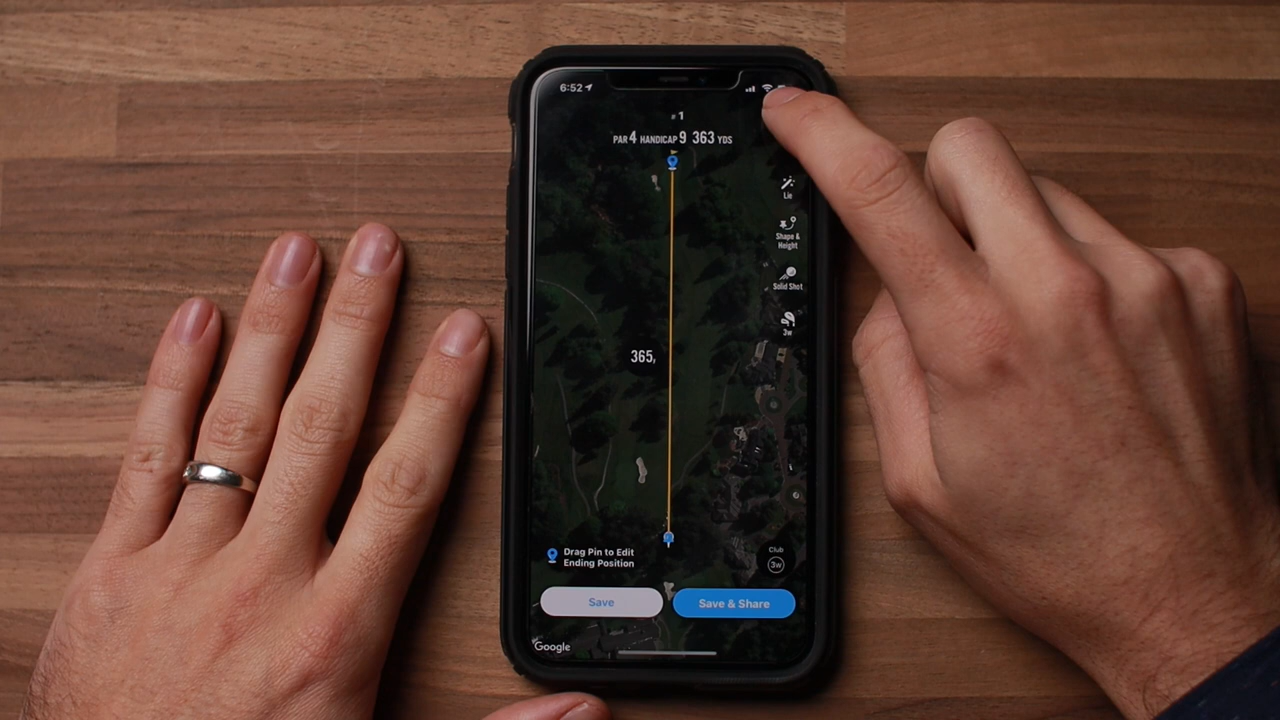 6:52
#1
PAR 4 HANDICAP 9 363 YDS
Lie
Shape &
Height
Solid Shot
3w
365
Drag Pin to Edit
Ending Position
Club
3w
Save
Save & Share
Google